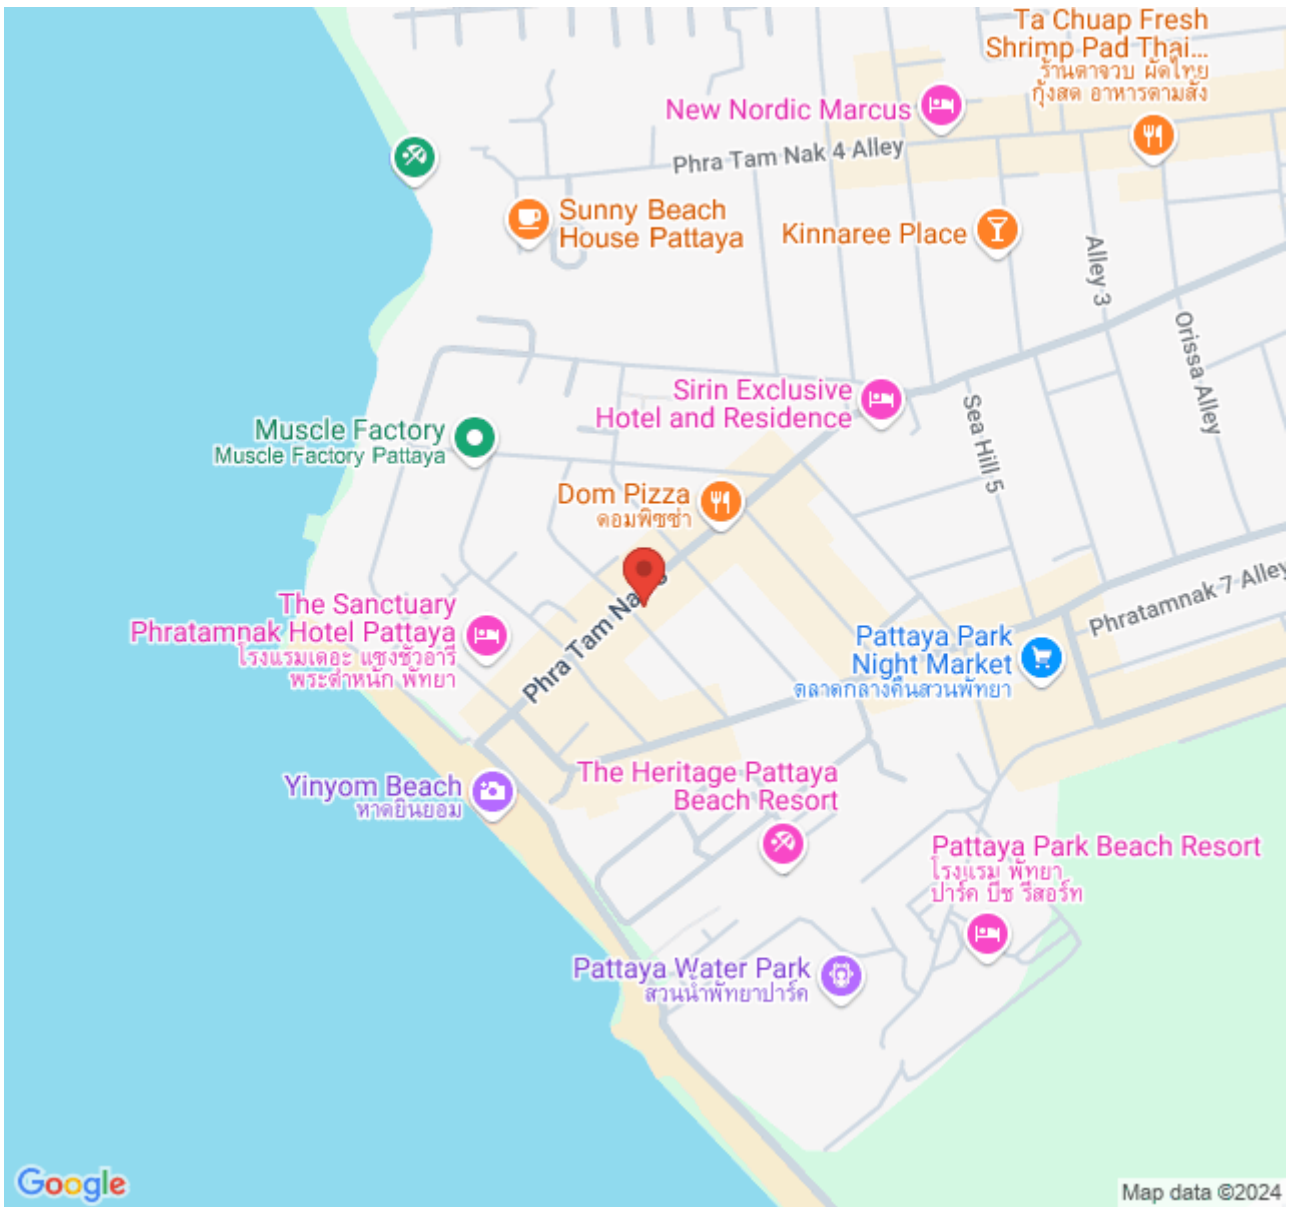 Ta Chuap Fresh
Shrimp Pad Thai...
ร้านตาจวบ ผัดไทย
กุ้งสด อาหารตามสั่ง
New Nordic Marcus
Phra Tam Nak 4 Alley
Sunny Beach
House Pattaya
Kinnaree Place
Alley 3
Orissa Alley
Sirin Exclusive
Hotel and Residence
Sea Hill 5
Muscle Factory
Muscle Factory Pattaya
Dom Pizza
ดอมพิซซ่า
Phra Tam
Phratamnak 7 Alley
The Sanctuary
Phratamnak Hotel Pattaya
โรงแรมเดอะ แซงชัวอารี
พระตำหนัก พัทยา
Pattaya Park
Night Market
ตลาดกลางคืนสวนพัทยา
Yinyom Beach
หาดยินยอม
The Heritage Pattaya
Beach Resort
Pattaya Park Beach Resort
โรงแรม พัทยา
ปาร์ค บีช รีสอร์ท
Pattaya Water Park
สวนน้ำพัทยาปาร์ค
Google
Map data ©2024